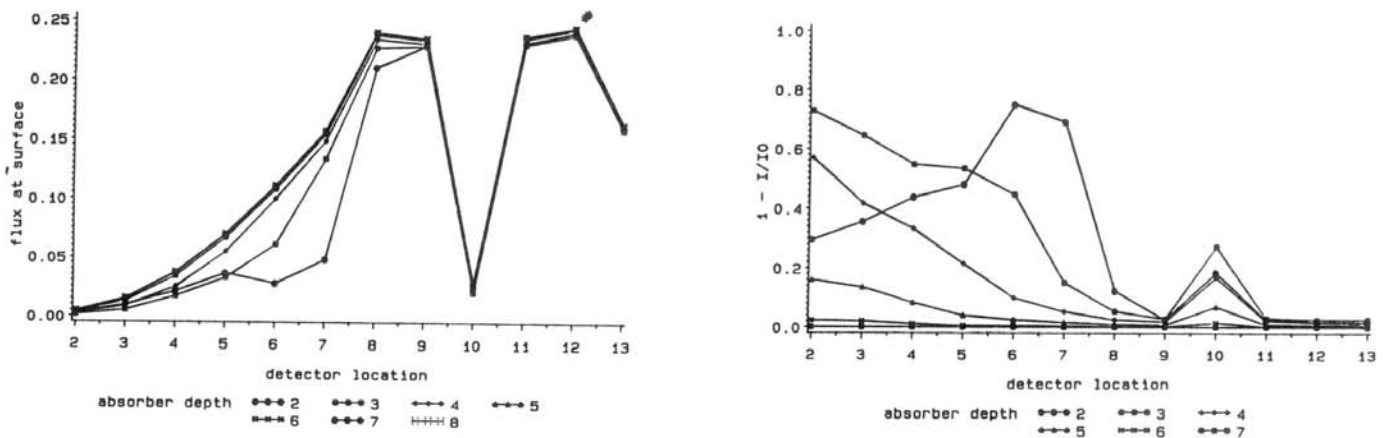 0.25
0.20
0.15
0.10
0.05
0.00
flux at surface
2 3 4 5 6 7 8 9 10 11 12 13
detector location
absorber depth 2 3 4 5
6 7 8
1.0
0.8
0.6
0.4
0.2
0.0
1 - I/I0
2 3 4 5 6 7 8 9 10 11 12 13
detector location
absorber depth 2 3 4
5 6 7